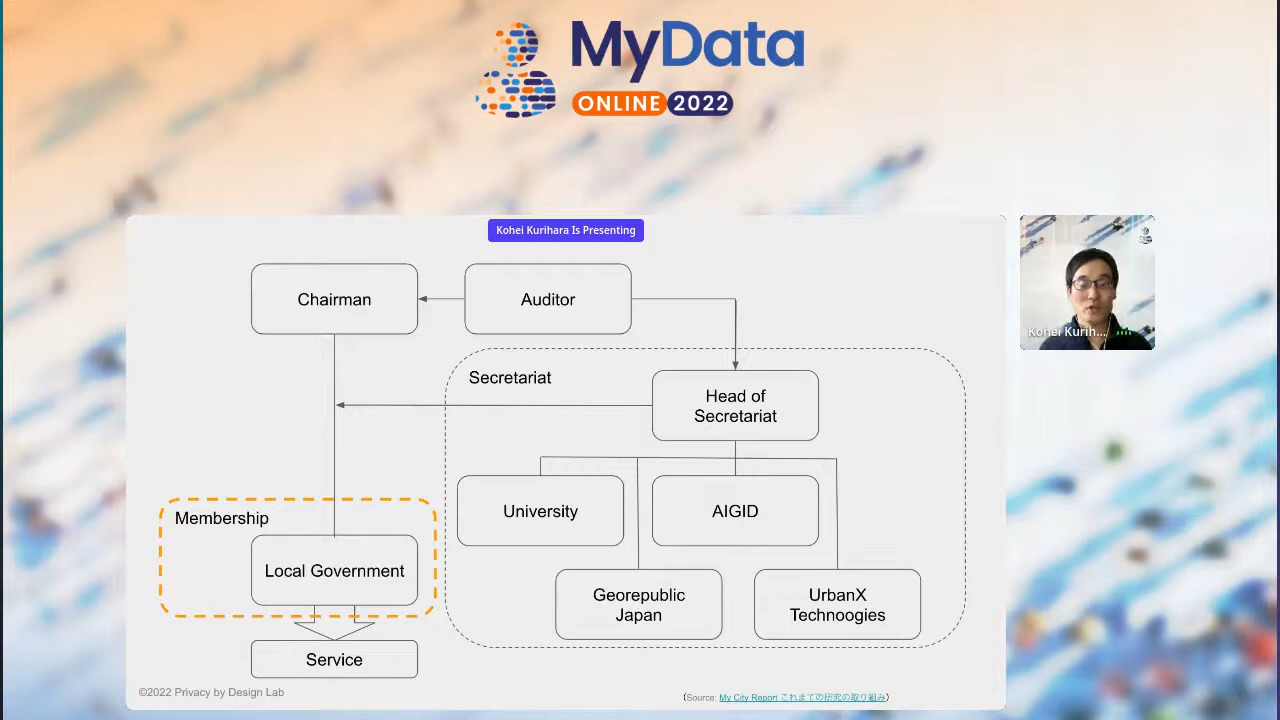 MyData
ONLINE 2022
Kohei Kurihara Is Presenting
Chairman
Auditor
Kohei Kurih...
Secretariat
Head of
Secretariat
University
AIGID
Membership
Local Government
Georepublic
Japan
UrbanX
Technoogies
Service
©2022 Privacy by Design Lab
(Source: My City Report これまでの研究の取り組み)